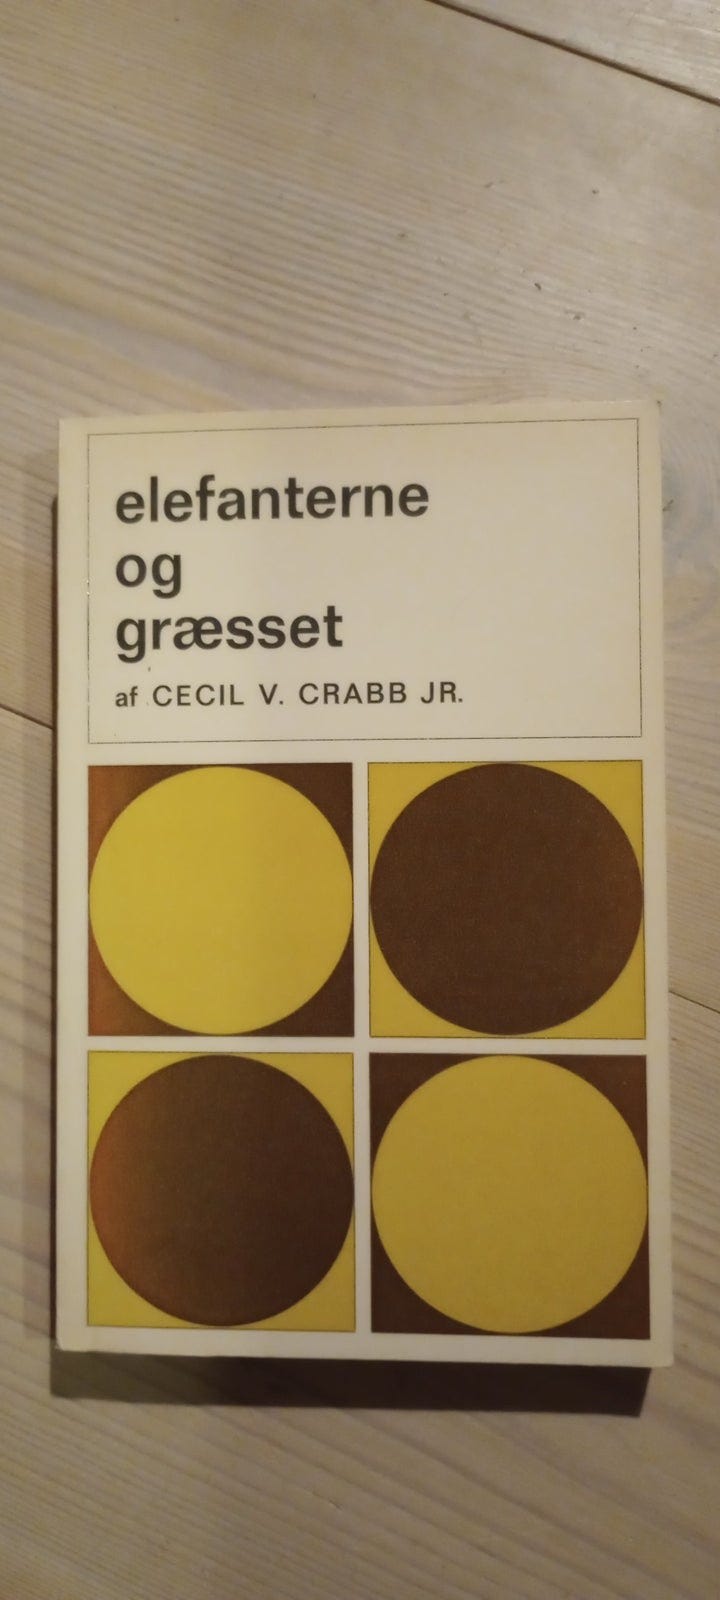 elefanterne
og
græsset
af CECIL V. CRABB JR.